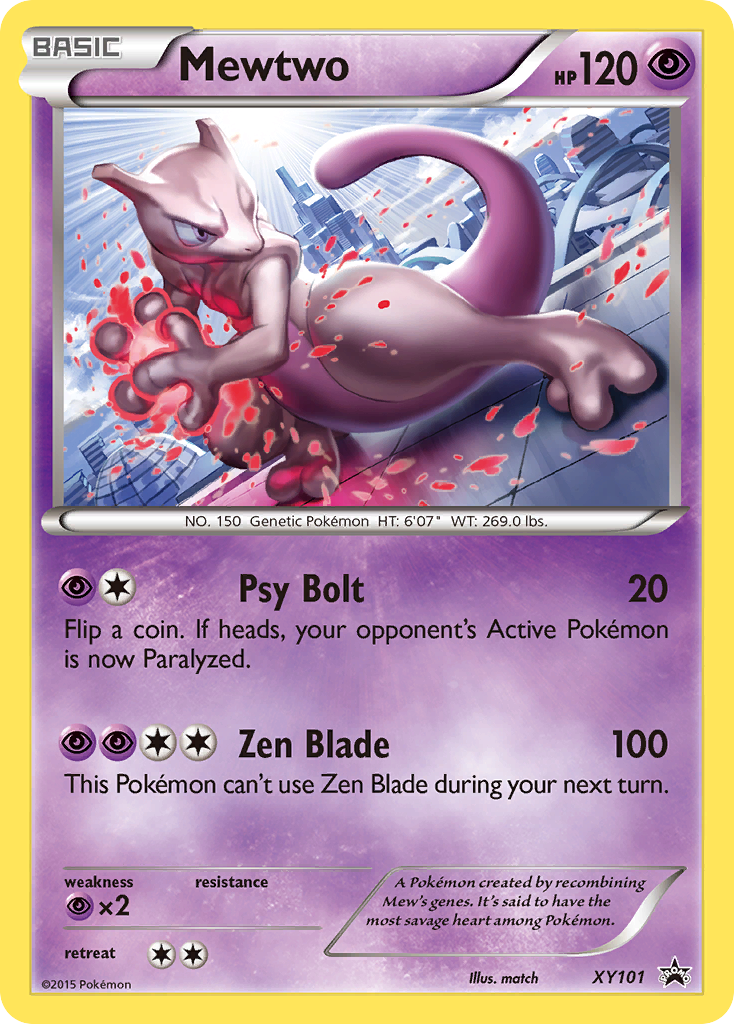 BASIC
Mewtwo
HP120
NO. 150 Genetic Pokémon HT: 6'07" WT: 269.0 lbs.
Psy Bolt 20
Flip a coin. If heads, your opponent's Active Pokémon
is now Paralyzed.
Zen Blade 100
This Pokémon can't use Zen Blade during your next turn.
weakness resistance
×2
retreat
A Pokémon created by recombining
Mew's genes. It's said to have the
most savage heart among Pokémon.
©2015 Pokémon Illus. match XY101 PROMO